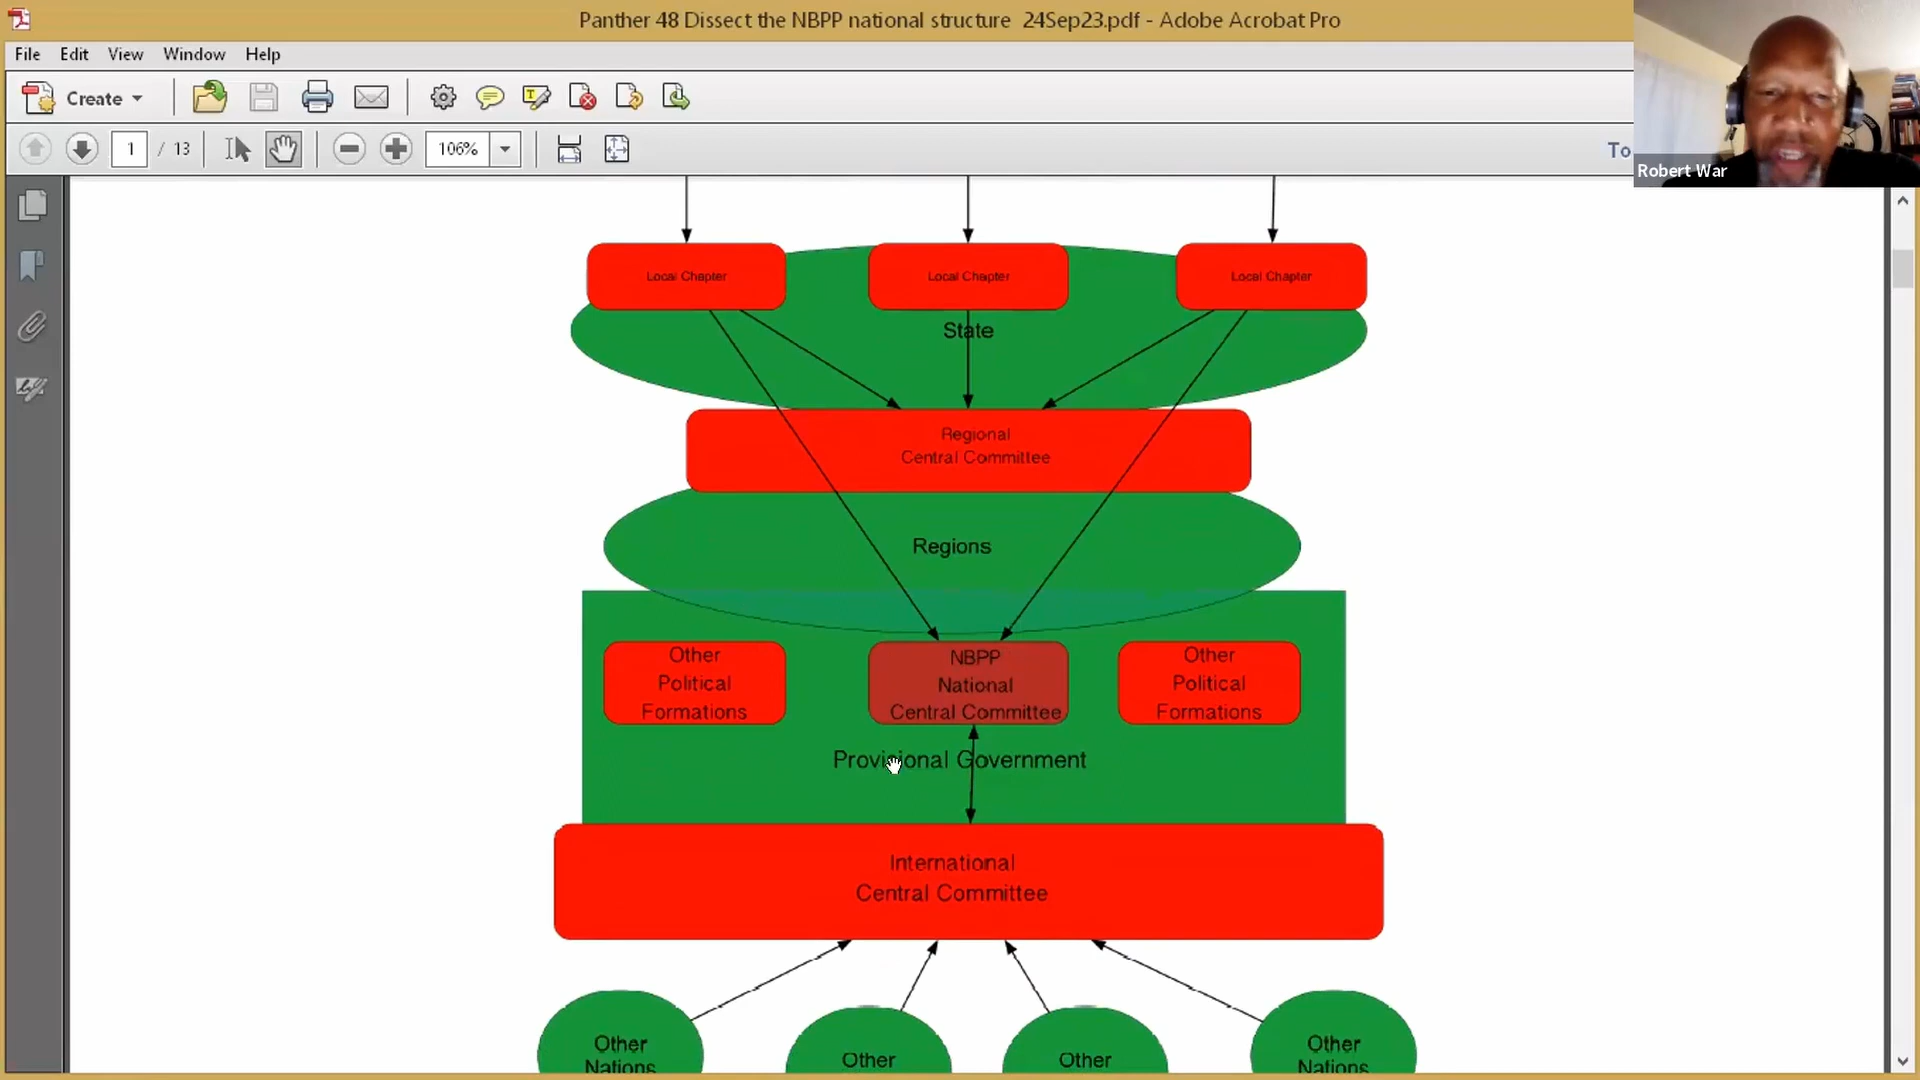 Panther 48 Dissect the NBPP national structure 24Sep23.pdf - Adobe Acrobat Pro
File Edit View Window Help
Create
1 / 13 106% To
Robert War
Local Chapter Local Chapter Local Chapter
State
Regional
Central Committee
Regions
Other
Political
Formations
NBPP
National
Central Committee
Other
Political
Formations
Provisional Government
International
Central Committee
Other
Nations
Other
Other
Other
Nations